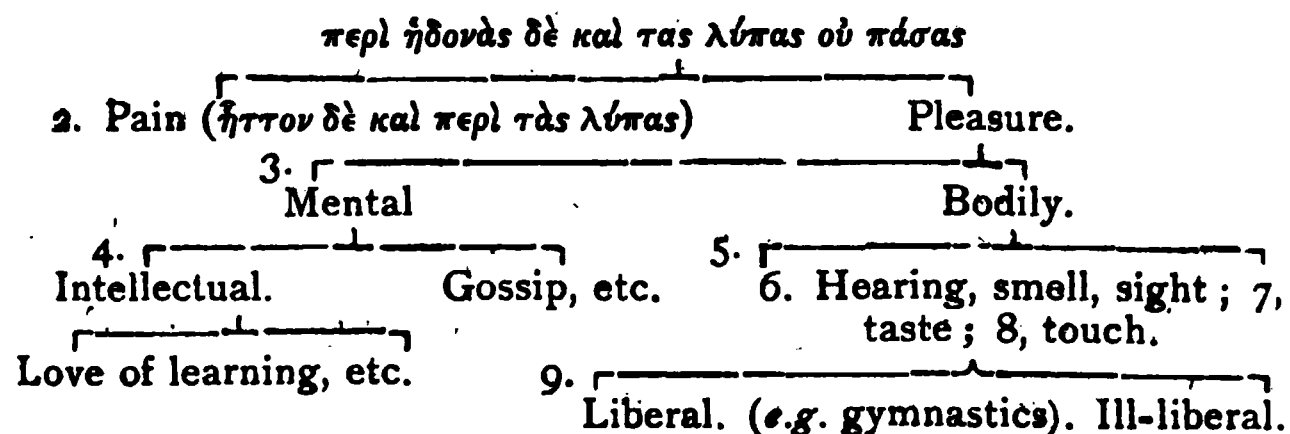 περὶ ἡδονὰς δὲ καὶ τας λύπας οὐ πάσας
2. Pain (ἧττον δὲ καὶ περὶ τὰς λύπας) Pleasure.
3.
Mental Bodily.
4. 5.
Intellectual. Gossip, etc. 6. Hearing, smell, sight ; 7,
taste ; 8, touch.
Love of learning, etc. 9.
Liberal. (e.g. gymnastics). Ill-liberal.